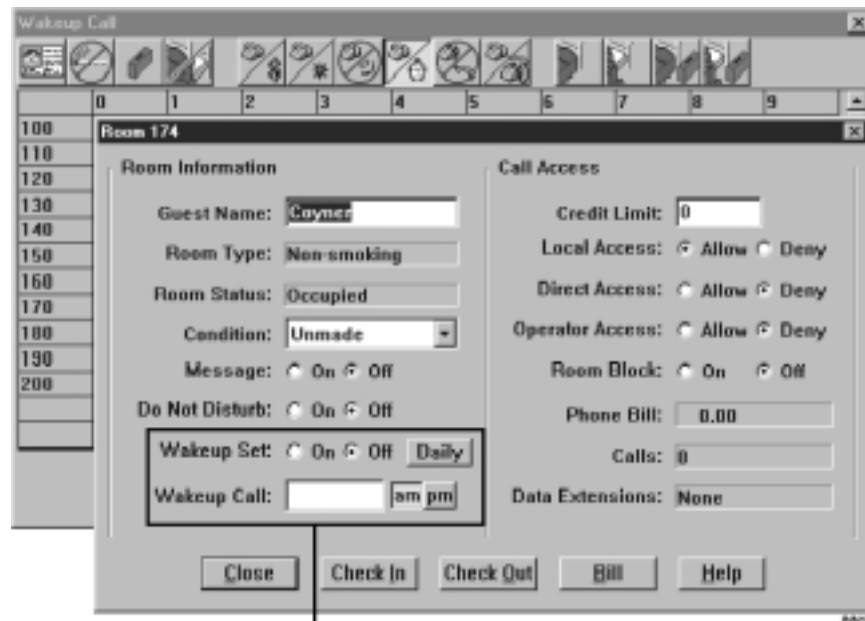 Wakeup Call
0 1 2 3 4 5 6 7 8 9
100
110
120
130
140
150
160
170
180
190
200
Room 174
Room Information
Guest Name: Coyner
Room Type: Non-smoking
Room Status: Occupied
Condition: Unmade
Message: On Off
Do Not Disturb: On Off
Wakeup Set: On Off Daily
Wakeup Call: am pm
Call Access
Credit Limit: 0
Local Access: Allow Deny
Direct Access: Allow Deny
Operator Access: Allow Deny
Room Block: On Off
Phone Bill: 0.00
Calls: 0
Data Extensions: None
Close Check In Check Out Bill Help